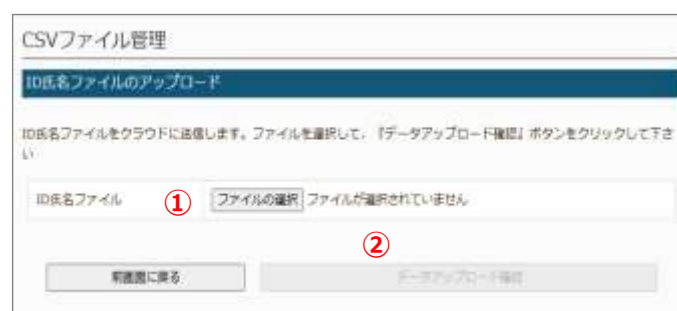 CSVファイル管理
ID氏名ファイルのアップロード
ID氏名ファイルをクラウドに送信します。ファイルを選択して、『データアップロード確認』ボタンをクリックして下さ
い
ID氏名ファイル ① ファイルの選択 ファイルが選択されていません
②
前画面に戻る データアップロード確認